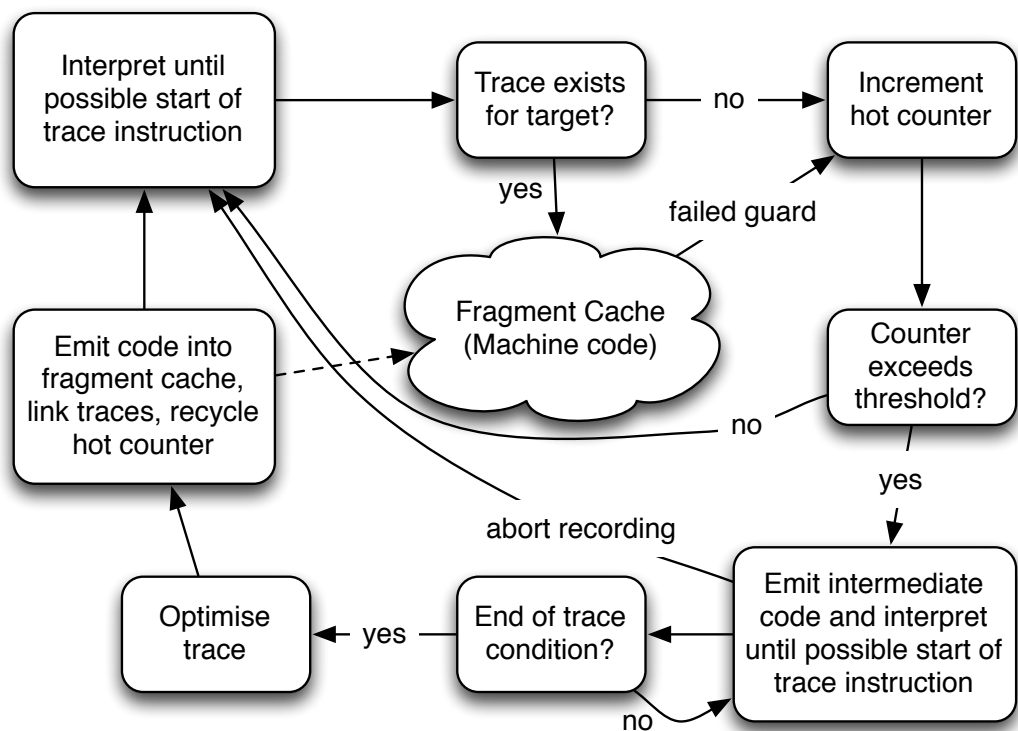 Interpret until
possible start of
trace instruction
Trace exists
for target?
no
Increment
hot counter
yes
failed guard
Fragment Cache
(Machine code)
Emit code into
fragment cache,
link traces, recycle
hot counter
Counter
exceeds
threshold?
no
yes
abort recording
Optimise
trace
yes
End of trace
condition?
Emit intermediate
code and interpret
until possible start of
trace instruction
no